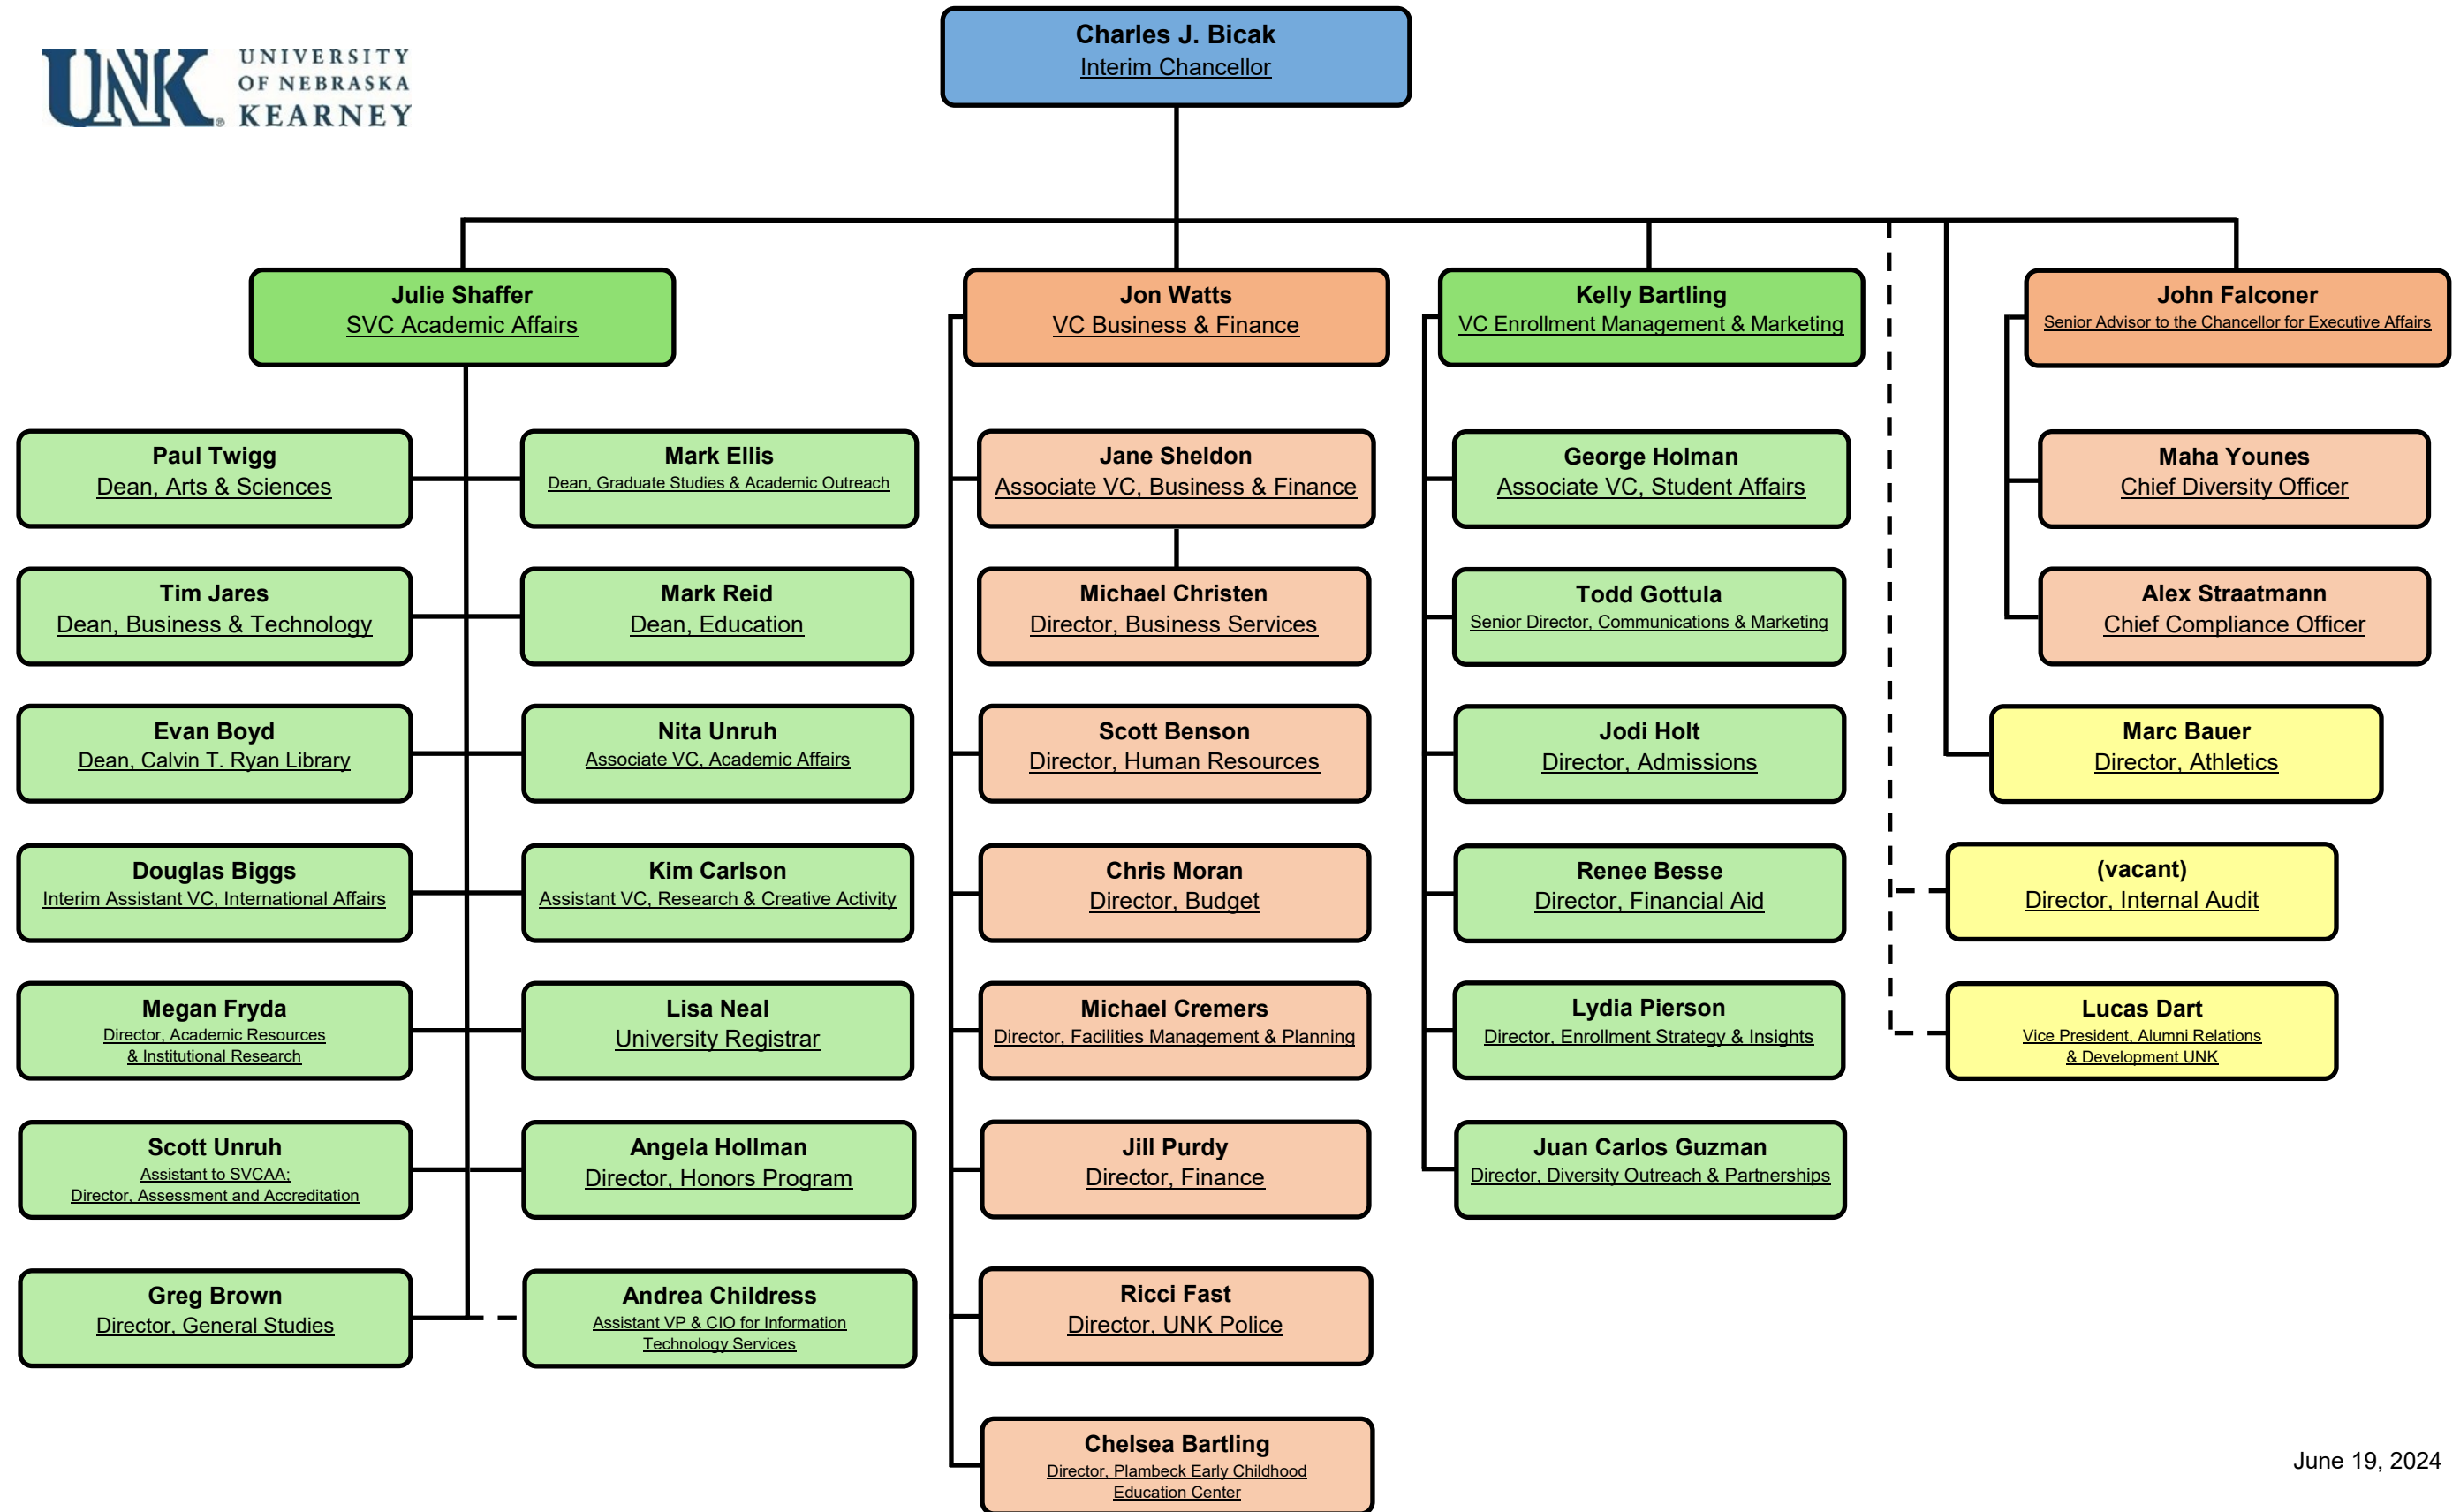 UNK® UNIVERSITY
OF NEBRASKA
KEARNEY
Charles J. Bicak
Interim Chancellor
Julie Shaffer
SVC Academic Affairs
Jon Watts
VC Business & Finance
Kelly Bartling
VC Enrollment Management & Marketing
John Falconer
Senior Advisor to the Chancellor for Executive Affairs
Paul Twigg
Dean, Arts & Sciences
Mark Ellis
Dean, Graduate Studies & Academic Outreach
Tim Jares
Dean, Business & Technology
Mark Reid
Dean, Education
Evan Boyd
Dean, Calvin T. Ryan Library
Nita Unruh
Associate VC, Academic Affairs
Douglas Biggs
Interim Assistant VC, International Affairs
Kim Carlson
Assistant VC, Research & Creative Activity
Megan Fryda
Director, Academic Resources
& Institutional Research
Lisa Neal
University Registrar
Scott Unruh
Assistant to SVCAA;
Director, Assessment and Accreditation
Angela Hollman
Director, Honors Program
Greg Brown
Director, General Studies
Andrea Childress
Assistant VP & CIO for Information
Technology Services
Jane Sheldon
Associate VC, Business & Finance
Michael Christen
Director, Business Services
Scott Benson
Director, Human Resources
Chris Moran
Director, Budget
Michael Cremers
Director, Facilities Management & Planning
Jill Purdy
Director, Finance
Ricci Fast
Director, UNK Police
Chelsea Bartling
Director, Plambeck Early Childhood
Education Center
George Holman
Associate VC, Student Affairs
Todd Gottula
Senior Director, Communications & Marketing
Jodi Holt
Director, Admissions
Renee Besse
Director, Financial Aid
Lydia Pierson
Director, Enrollment Strategy & Insights
Juan Carlos Guzman
Director, Diversity Outreach & Partnerships
Maha Younes
Chief Diversity Officer
Alex Straatmann
Chief Compliance Officer
Marc Bauer
Director, Athletics
(vacant)
Director, Internal Audit
Lucas Dart
Vice President, Alumni Relations
& Development UNK
June 19, 2024